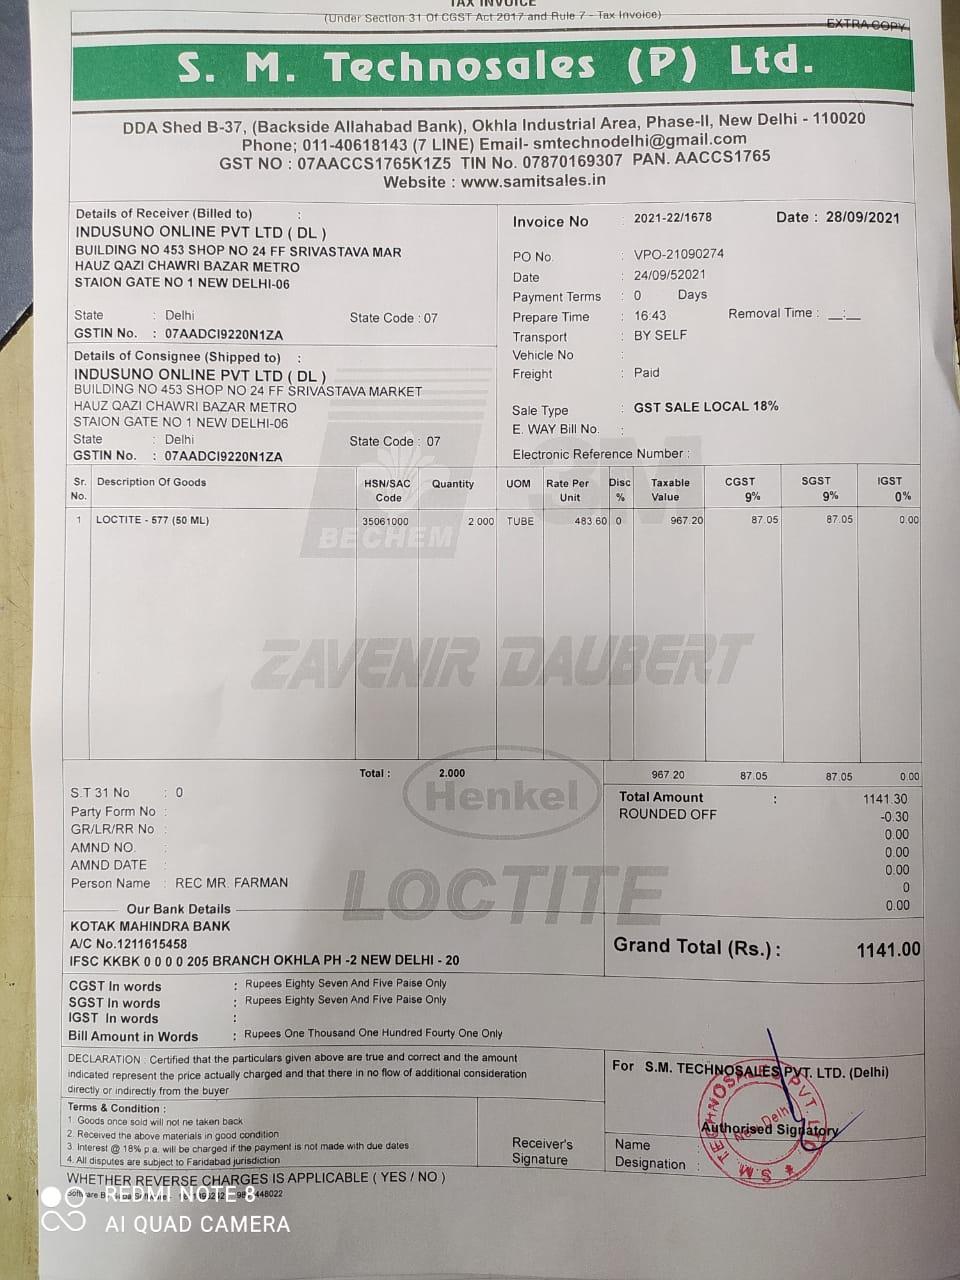 TAX INVOICE
(Under Section 31 Of CGST Act 2017 and Rule 7 - Tax Invoice)
EXTRA COPY
S. M. Technosales (P) Ltd.
DDA Shed B-37, (Backside Allahabad Bank), Okhla Industrial Area, Phase-II, New Delhi - 110020
Phone; 011-40618143 (7 LINE) Email- smtechnodelhi@gmail.com
GST NO : 07AACCS1765K1Z5 TIN No. 07870169307 PAN. AACCS1765
Website : www.samitsales.in
Details of Receiver (Billed to) :
INDUSUNO ONLINE PVT LTD ( DL )
BUILDING NO 453 SHOP NO 24 FF SRIVASTAVA MAR
HAUZ QAZI CHAWRI BAZAR METRO
STAION GATE NO 1 NEW DELHI-06
State : Delhi State Code : 07
GSTIN No. : 07AADCI9220N1ZA
Details of Consignee (Shipped to) :
INDUSUNO ONLINE PVT LTD ( DL )
BUILDING NO 453 SHOP NO 24 FF SRIVASTAVA MARKET
HAUZ QAZI CHAWRI BAZAR METRO
STAION GATE NO 1 NEW DELHI-06
State : Delhi State Code : 07
GSTIN No. : 07AADCI9220N1ZA
Invoice No : 2021-22/1678 Date : 28/09/2021
PO No. : VPO-21090274
Date : 24/09/52021
Payment Terms : 0 Days
Prepare Time : 16:43 Removal Time : __:__
Transport : BY SELF
Vehicle No :
Freight : Paid
Sale Type : GST SALE LOCAL 18%
E. WAY Bill No. :
Electronic Reference Number :
Sr. No. Description Of Goods HSN/SAC Code Quantity UOM Rate Per Unit Disc % Taxable Value CGST 9% SGST 9% IGST 0%
1 LOCTITE - 577 (50 ML) 35061000 2.000 TUBE 483.60 0 967.20 87.05 87.05 0.00
3M
BECHEM
ZAVENIR DAUBERT
Henkel
LOCTITE
Total : 2.000 967.20 87.05 87.05 0.00
S.T 31 No : 0
Party Form No :
GR/LR/RR No :
AMND NO. :
AMND DATE :
Person Name : REC MR. FARMAN
Total Amount : 1141.30
ROUNDED OFF -0.30
0.00
0.00
0.00
0
0.00
Our Bank Details
KOTAK MAHINDRA BANK
A/C No.1211615458
IFSC KKBK 0 0 0 0 205 BRANCH OKHLA PH -2 NEW DELHI - 20
Grand Total (Rs.) : 1141.00
CGST In words : Rupees Eighty Seven And Five Paise Only
SGST In words : Rupees Eighty Seven And Five Paise Only
IGST In words :
Bill Amount in Words : Rupees One Thousand One Hundred Fourty One Only
DECLARATION : Certified that the particulars given above are true and correct and the amount
indicated represent the price actually charged and that there in no flow of additional consideration
directly or indirectly from the buyer
For S.M. TECHNOSALES PVT. LTD. (Delhi)
S.M. TECHNOSALES PVT. LTD
New Delhi
Authorised Signatory
Name :
Designation :
Terms & Condition :
1. Goods once sold will not ne taken back
2. Received the above materials in good condition
3. Interest @ 18% p.a. will be charged if the payment is not made with due dates
4. All disputes are subject to Faridabad jurisdiction
Receiver's
Signature
WHETHER REVERSE CHARGES IS APPLICABLE ( YES / NO )
REDMI NOTE 8
AI QUAD CAMERA